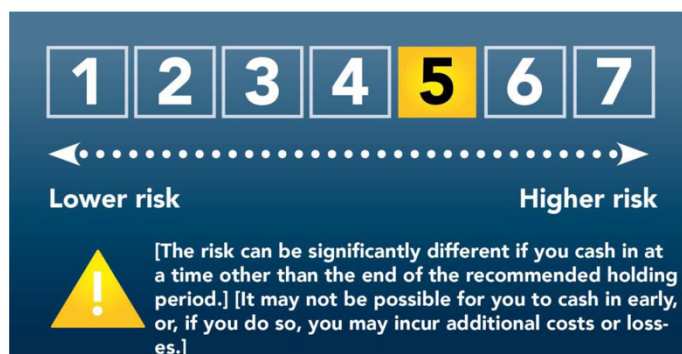 1 2 3 4 5 6 7
Lower risk Higher risk
!
[The risk can be significantly different if you cash in at
a time other than the end of the recommended holding
period.] [It may not be possible for you to cash in early,
or, if you do so, you may incur additional costs or loss-
es.]